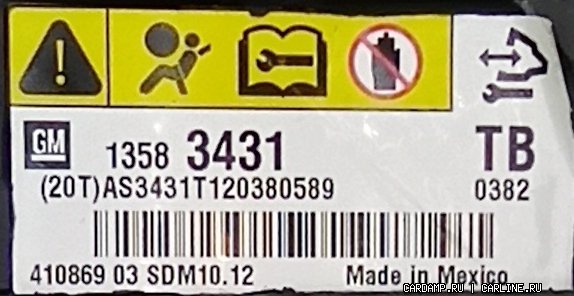 GM 1358 3431 TB
(20T)AS3431T120380589 0382
410869 03 SDM10.12 Made in Mexico
CARDAMP.RU | CARLINE.RU